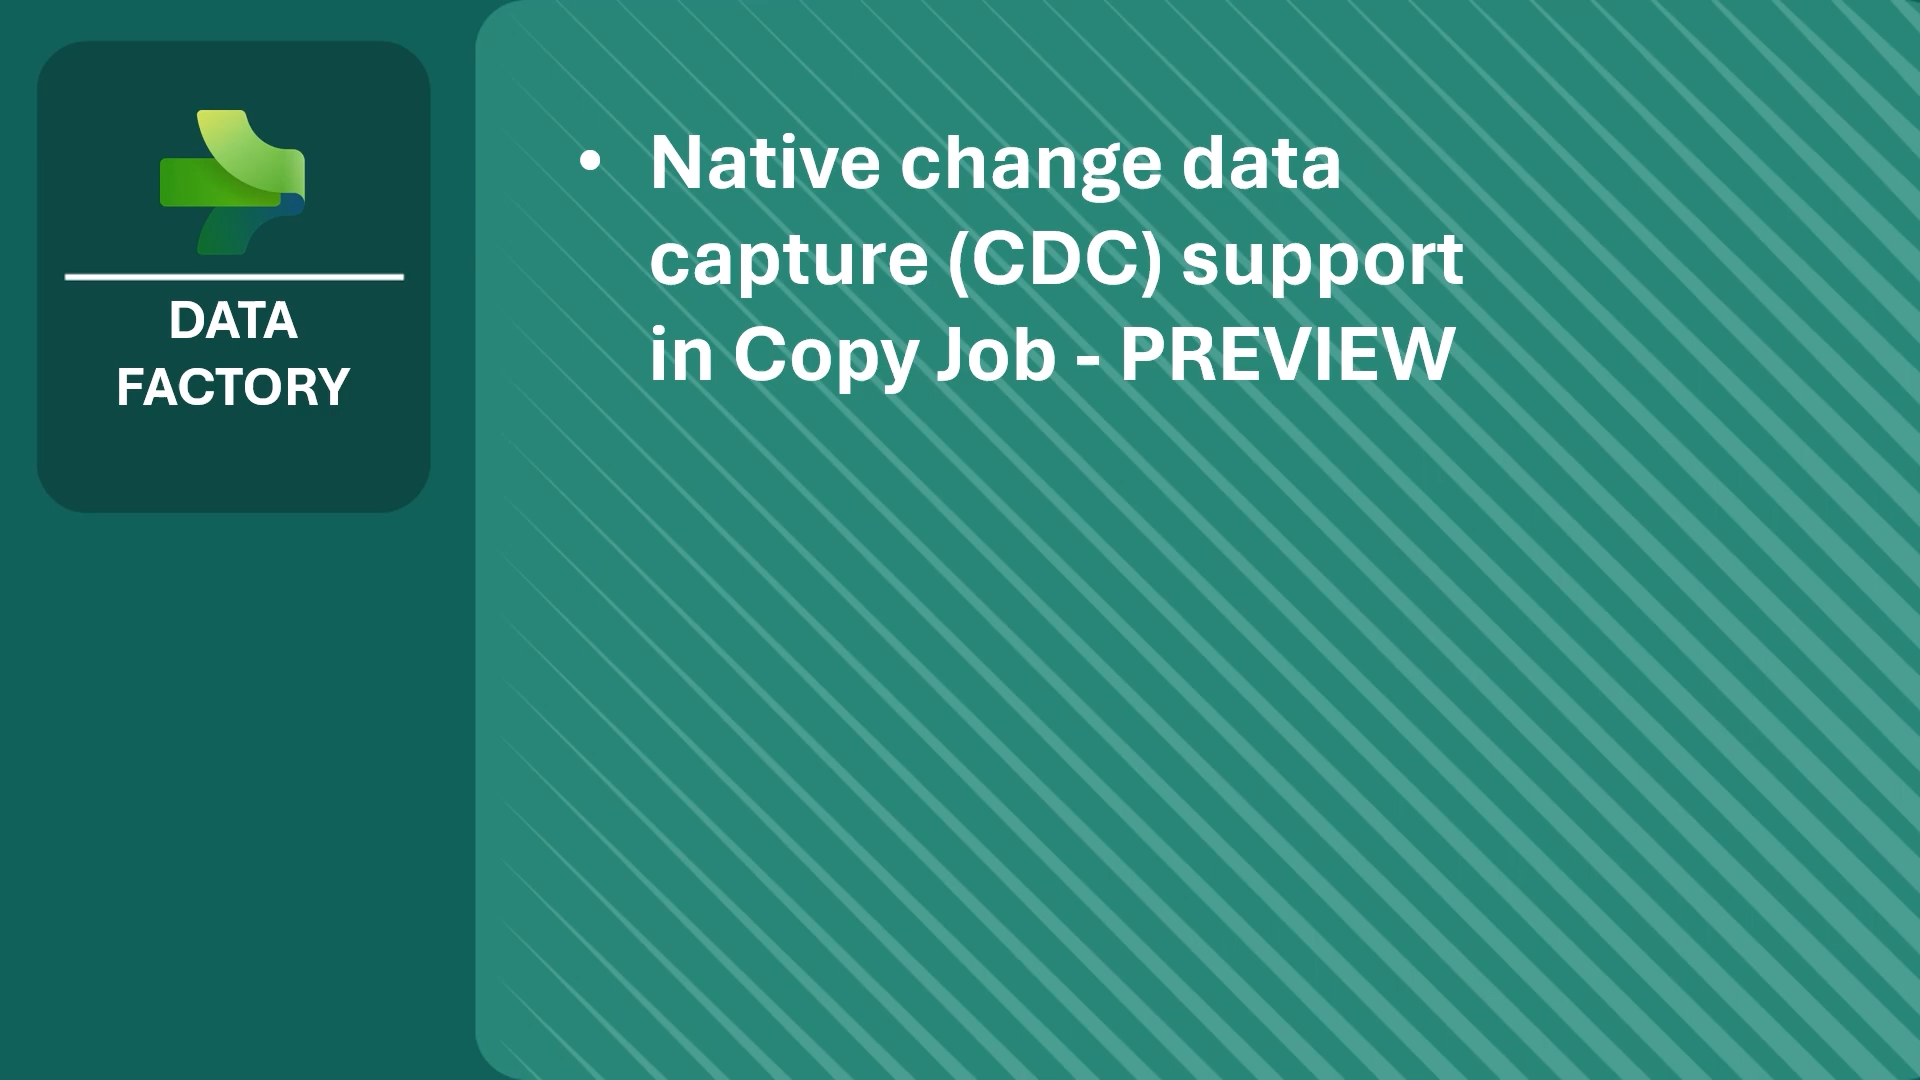 DATA
FACTORY
• Native change data
capture (CDC) support
in Copy Job - PREVIEW